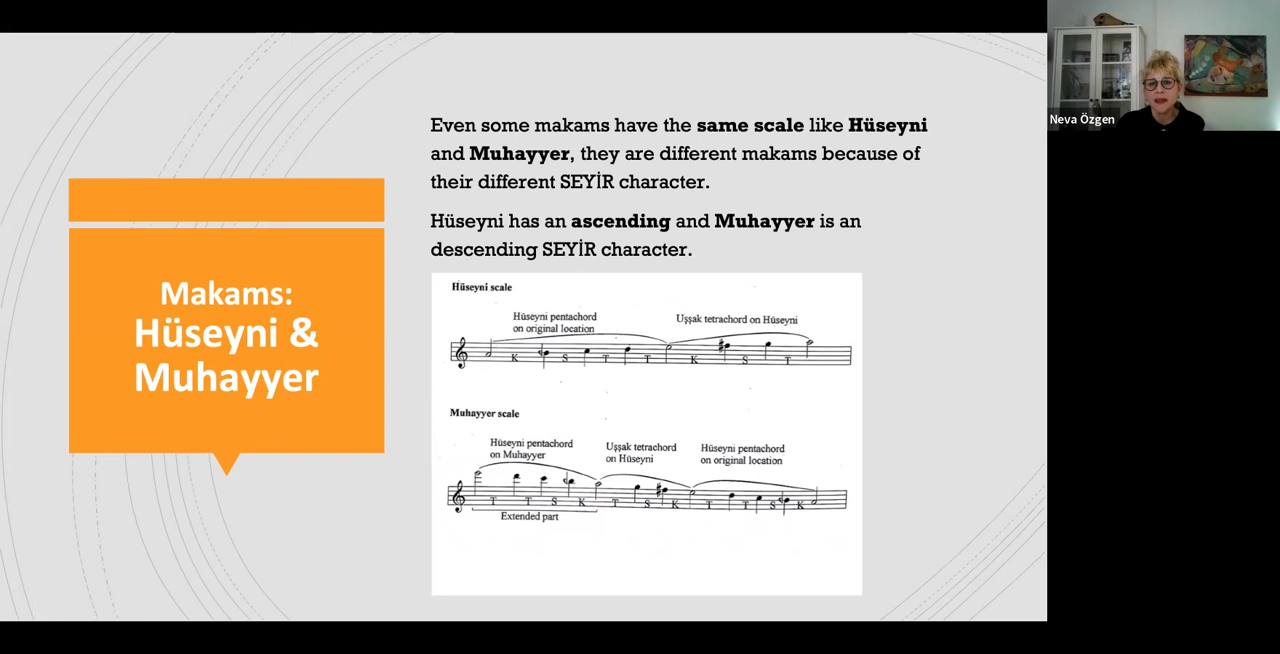 Even some makams have the same scale like Hüseyni
and Muhayyer, they are different makams because of
their different SEYİR character.
Hüseyni has an ascending and Muhayyer is an
descending SEYİR character.
Makams:
Hüseyni &
Muhayyer
Hüseyni scale
Hüseyni pentachord
on original location
Uşşak tetrachord on Hüseyni
K S T T K S T
Muhayyer scale
Hüseyni pentachord
on Muhayyer
Uşşak tetrachord
on Hüseyni
Hüseyni pentachord
on original location
T T S K T S K T T S K
Extended part
Neva Özgen